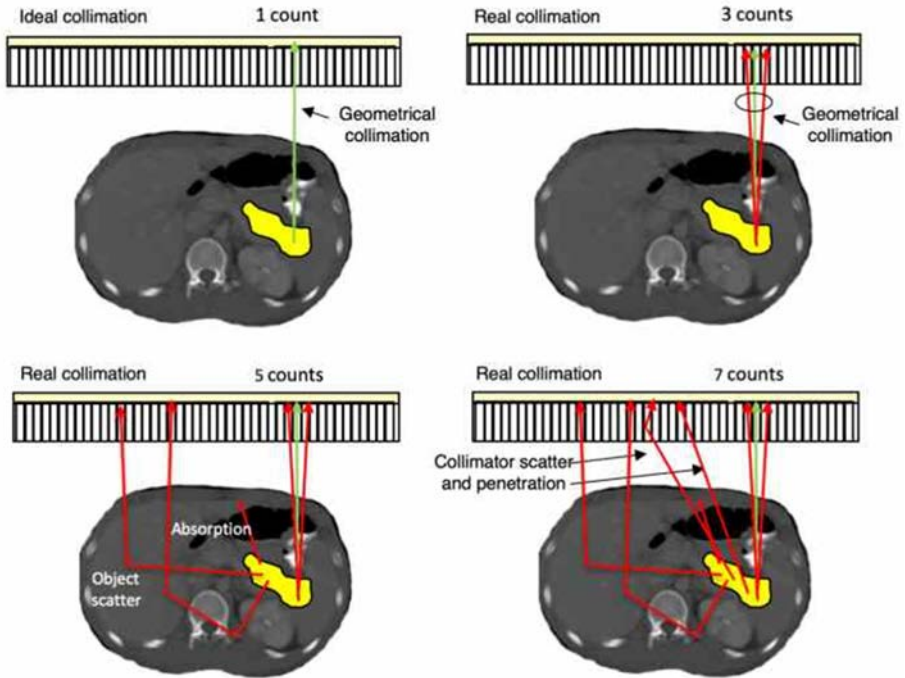 Ideal collimation 1 count
Geometrical
collimation
Real collimation 3 counts
Geometrical
collimation
Real collimation 5 counts
Absorption
Object
scatter
Real collimation 7 counts
Collimator scatter
and penetration